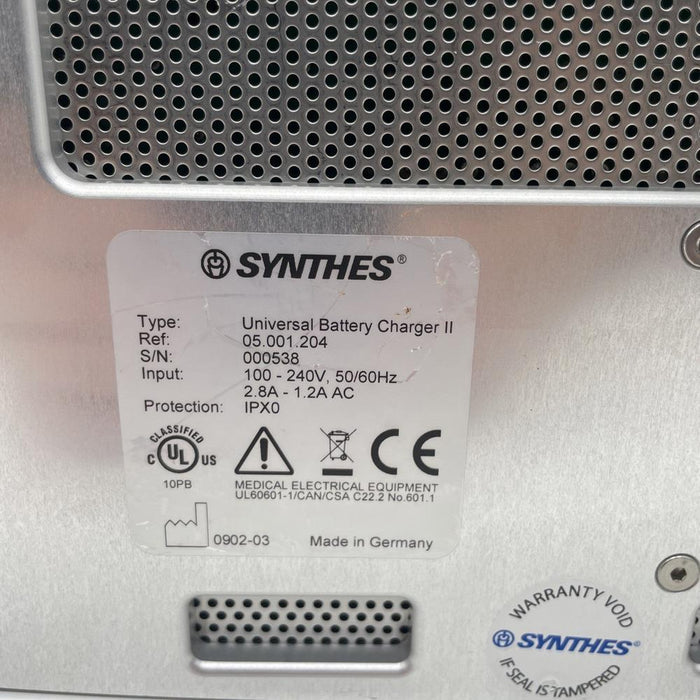 SYNTHES®
Type: Universal Battery Charger II
Ref: 05.001.204
S/N: 000538
Input: 100 - 240V, 50/60Hz
2.8A - 1.2A AC
Protection: IPX0
CLASSIFIED
C UL US
10PB
CE
MEDICAL ELECTRICAL EQUIPMENT
UL60601-1/CAN/CSA C22.2 No.601.1
0902-03 Made in Germany
WARRANTY VOID
SYNTHES®
IF SEAL IS TAMPERED